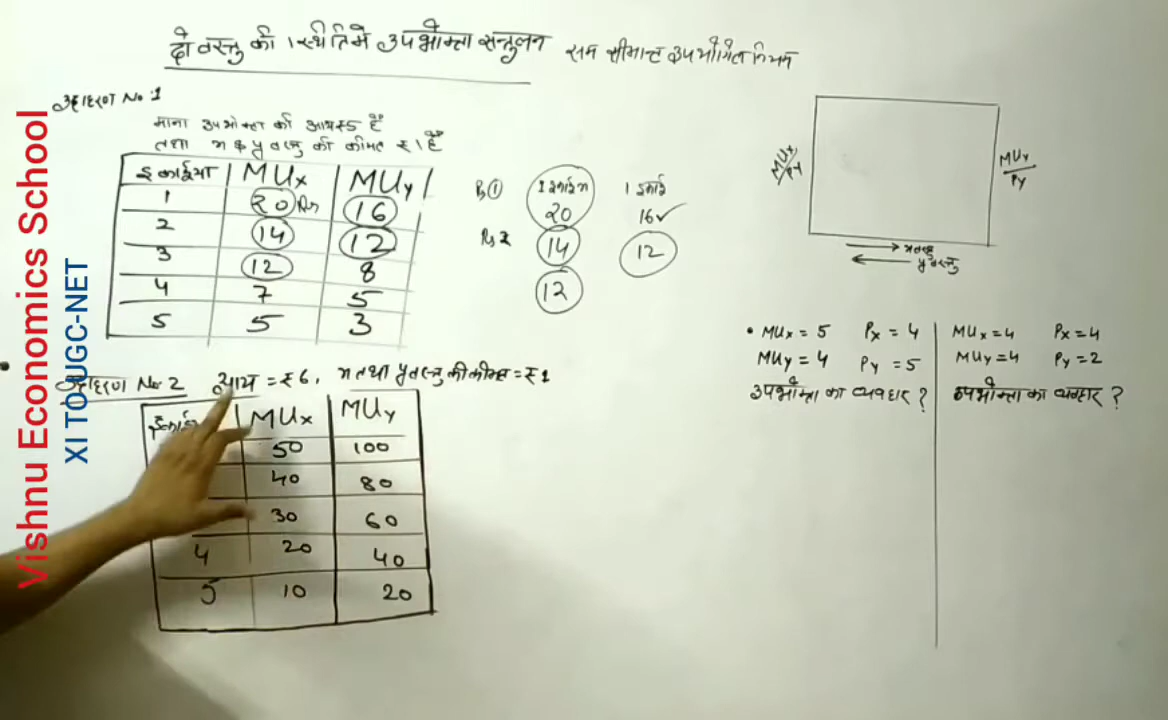 दो वस्तु की स्थितिमे उपभोक्ता सन्तुलन सम सीमान्त उपयोगिता नियम
उदाहरण No:1
माना उपभोक्ता की आय ₹5 है
तथा x व y वस्तु की कीमत ₹1 है
इकाईया MUx MUy
1 20 Rs 16
2 14 12
3 12 8
4 7 5
5 5 3
Rs ① 1 इकाई x 1 इकाई
20 16✓
Rs 2 14 12
12
MUx/Px
MUy/Py
→ x वस्तु
← y वस्तु
उदाहरण No:2 आय = ₹6, x तथा y वस्तु की कीमत = ₹1
MUx MUy
50 100
40 80
30 60
4 20 40
5 10 20
• MUx = 5 Px = 4
MUy = 4 Py = 5
उपभोक्ता का व्यवहार ?
MUx = 4 Px = 4
MUy = 4 Py = 2
उपभोक्ता का व्यवहार ?
Vishnu Economics School
XI TO UGC-NET